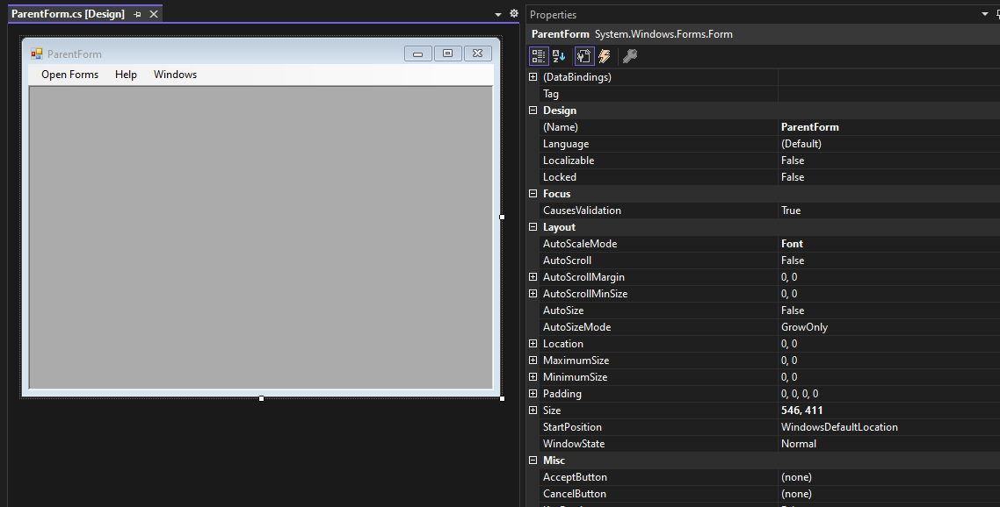 ParentForm.cs [Design]
ParentForm
Open Forms Help Windows
Properties
ParentForm System.Windows.Forms.Form
(DataBindings)
Tag
Design
(Name) ParentForm
Language (Default)
Localizable False
Locked False
Focus
CausesValidation True
Layout
AutoScaleMode Font
AutoScroll False
AutoScrollMargin 0, 0
AutoScrollMinSize 0, 0
AutoSize False
AutoSizeMode GrowOnly
Location 0, 0
MaximumSize 0, 0
MinimumSize 0, 0
Padding 0, 0, 0, 0
Size 546, 411
StartPosition WindowsDefaultLocation
WindowState Normal
Misc
AcceptButton (none)
CancelButton (none)